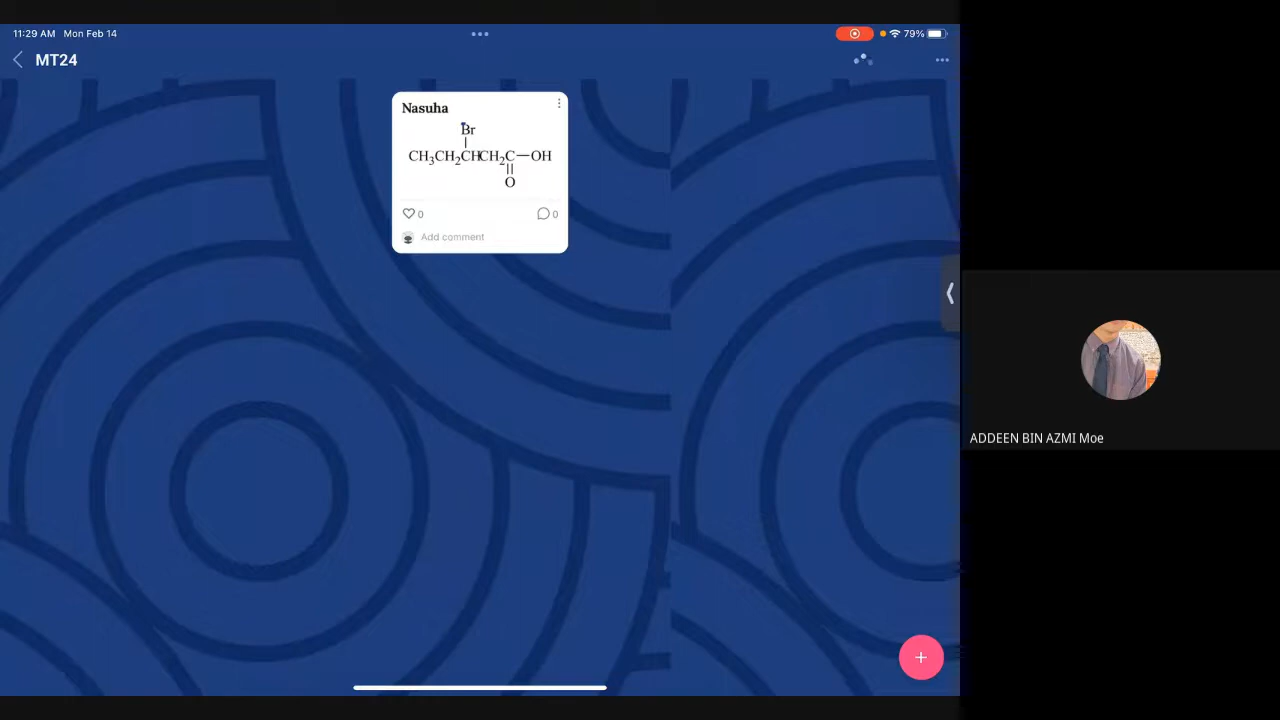 11:29 AM Mon Feb 14
79%
MT24
Nasuha
Br
CH₃CH₂CHCH₂C—OH
O
0
0
Add comment
ADDEEN BIN AZMI Moe